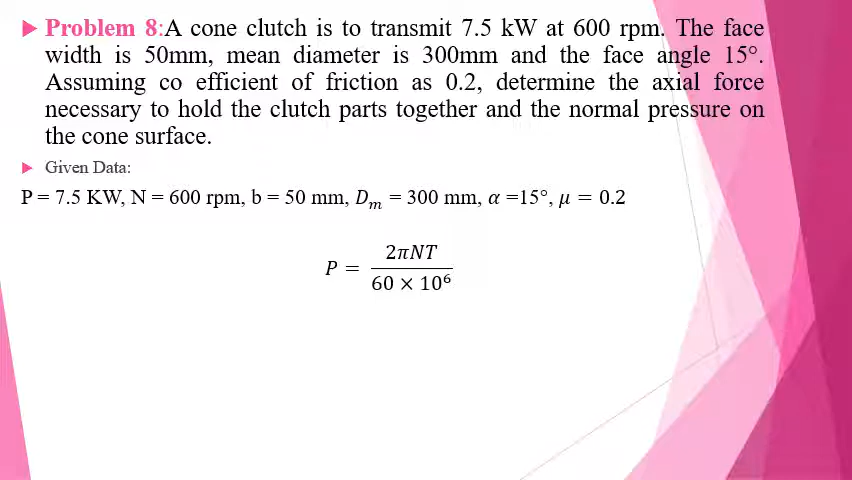 Problem 8:A cone clutch is to transmit 7.5 kW at 600 rpm. The face
width is 50mm, mean diameter is 300mm and the face angle 15°.
Assuming co efficient of friction as 0.2, determine the axial force
necessary to hold the clutch parts together and the normal pressure on
the cone surface.
Given Data:
P = 7.5 KW, N = 600 rpm, b = 50 mm, 𝐷ₘ = 300 mm, 𝛼 =15°, 𝜇 = 0.2
𝑃 = 2𝜋𝑁𝑇 / 60 × 10⁶